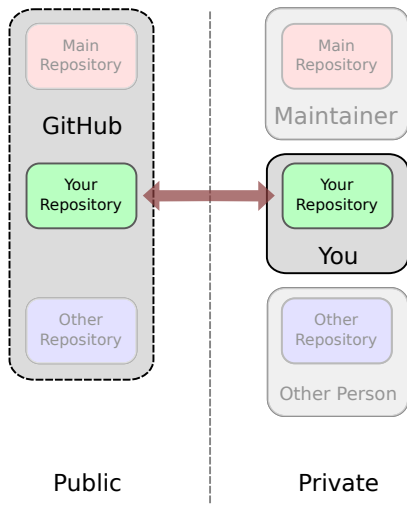 Main
Repository
GitHub
Your
Repository
Other
Repository
Public
Main
Repository
Maintainer
Your
Repository
You
Other
Repository
Other Person
Private